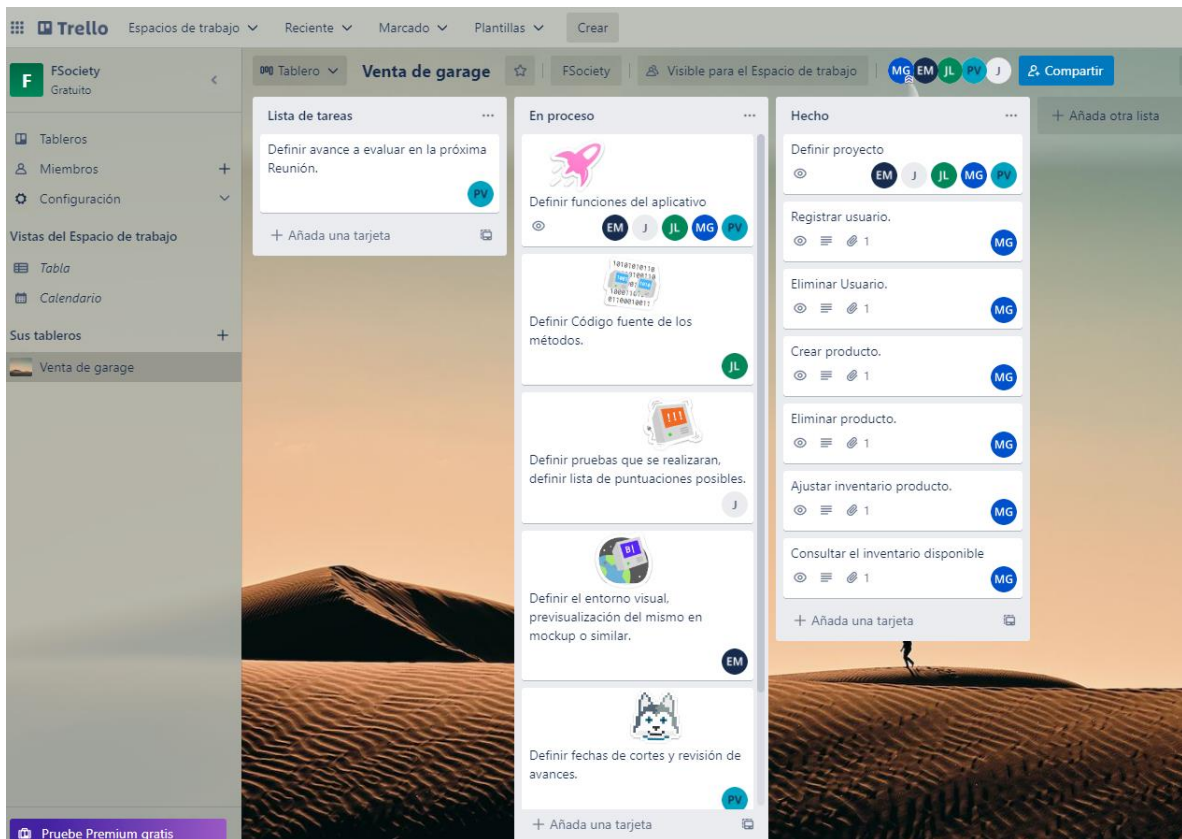 Trello
Espacios de trabajo
Reciente
Marcado
Plantillas
Crear
F
FSociety
Gratuito
Tableros
Miembros
Configuración
Vistas del Espacio de trabajo
Tabla
Calendario
Sus tableros
Venta de garage
Pruebe Premium gratis
Tablero
Venta de garage
FSociety
Visible para el Espacio de trabajo
MG EM JL PV J
Compartir
Lista de tareas
Definir avance a evaluar en la próxima
Reunión.
PV
+ Añada una tarjeta
En proceso
Definir funciones del aplicativo
EM J JL MG PV
Definir Código fuente de los
métodos.
JL
!!!
Definir pruebas que se realizaran,
definir lista de puntuaciones posibles.
J
Definir el entorno visual,
previsualización del mismo en
mockup o similar.
EM
Definir fechas de cortes y revisión de
avances.
PV
+ Añada una tarjeta
Hecho
Definir proyecto
EM J JL MG PV
Registrar usuario.
1
MG
Eliminar Usuario.
1
MG
Crear producto.
1
MG
Eliminar producto.
1
MG
Ajustar inventario producto.
1
MG
Consultar el inventario disponible
1
MG
+ Añada una tarjeta
+ Añada otra lista